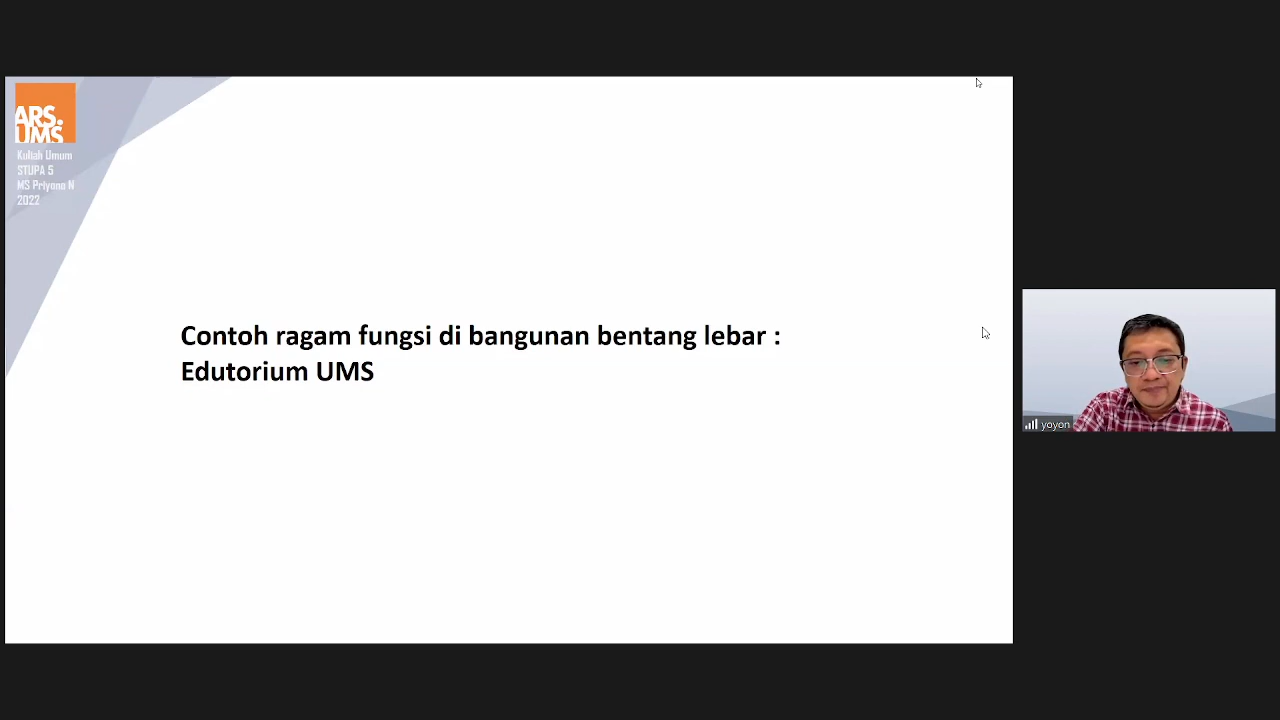 ARS.
UMS
Kuliah Umum
STUPA 5
MS Priyono N
2022
Contoh ragam fungsi di bangunan bentang lebar :
Edutorium UMS
yoyon